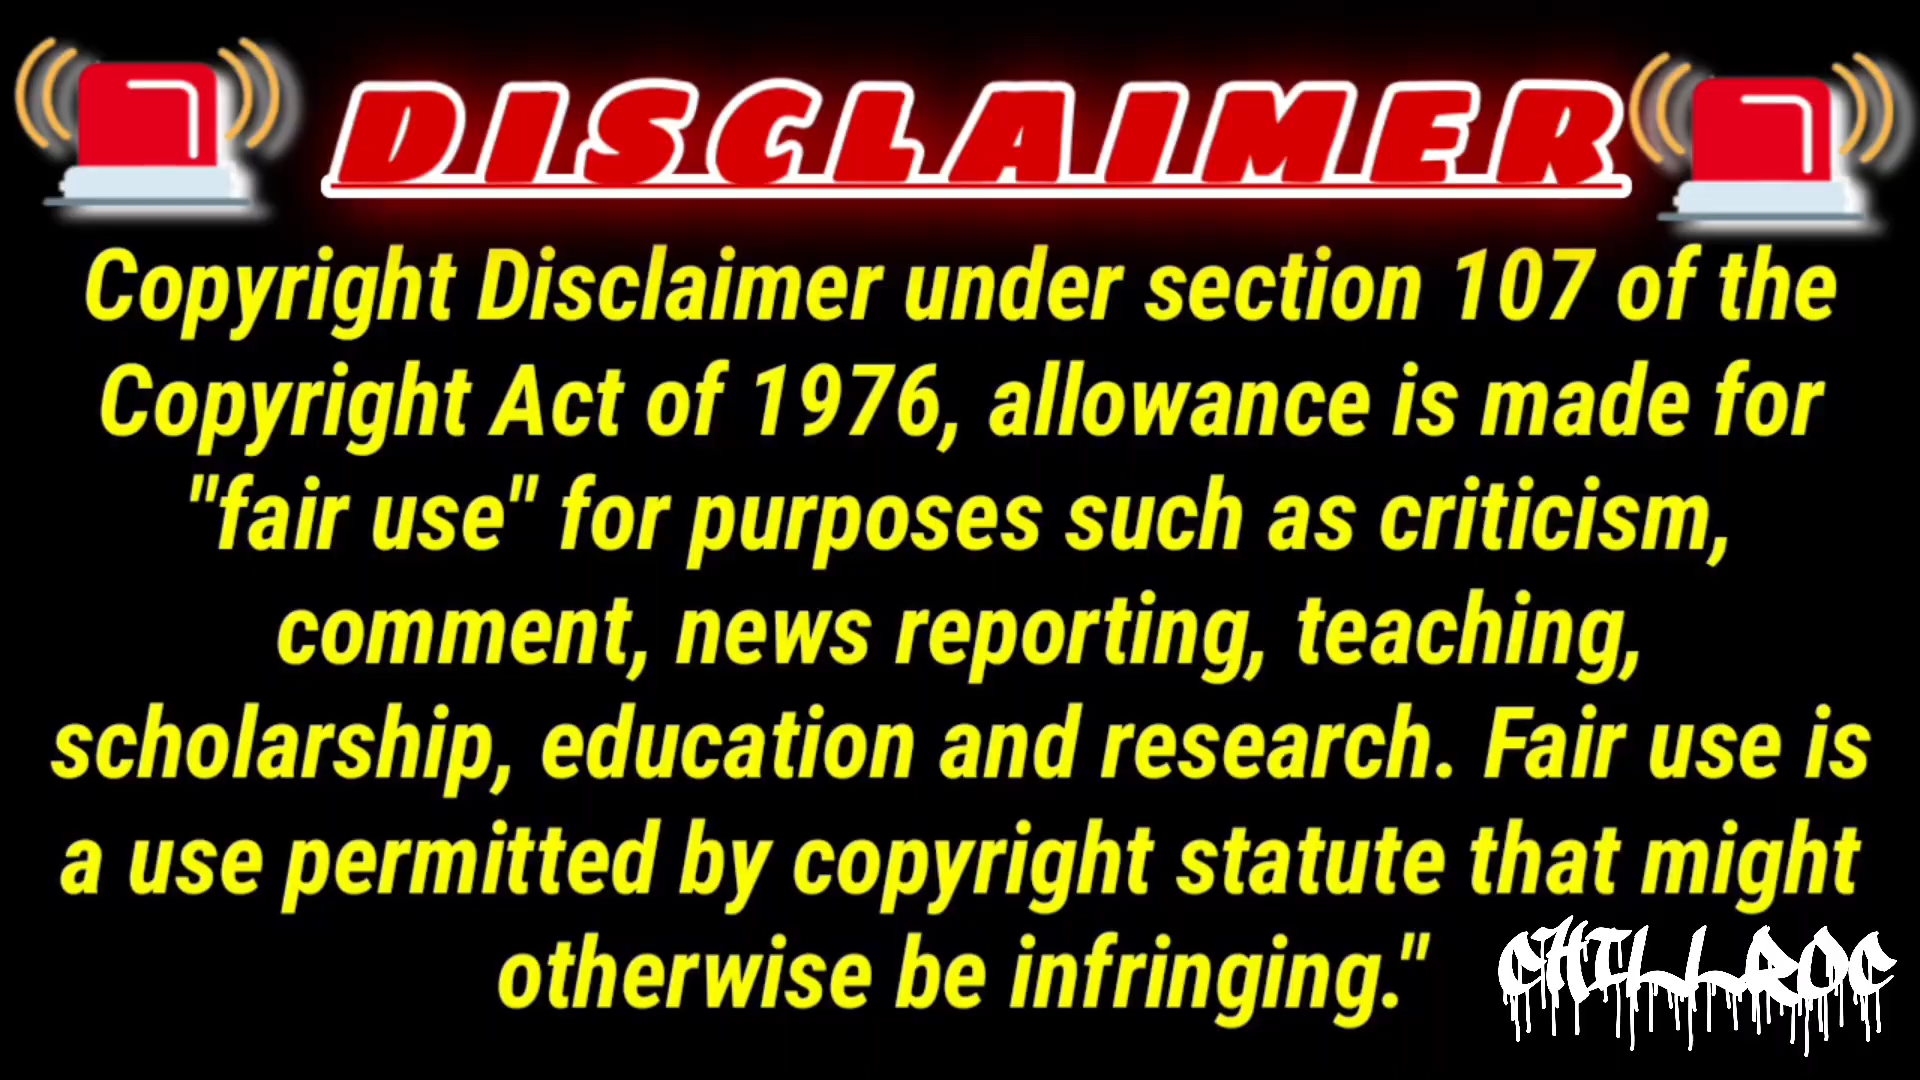 DISCLAIMER
Copyright Disclaimer under section 107 of the
Copyright Act of 1976, allowance is made for
"fair use" for purposes such as criticism,
comment, news reporting, teaching,
scholarship, education and research. Fair use is
a use permitted by copyright statute that might
otherwise be infringing."
CHILLROC